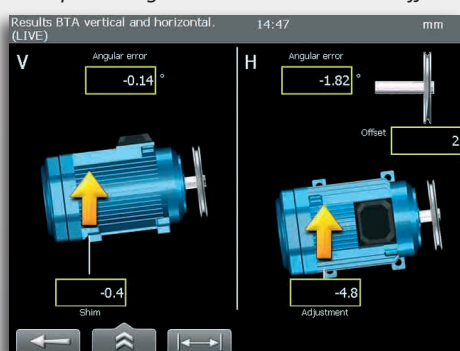 Results BTA vertical and horizontal. 14:47 mm
(LIVE)
V
Angular error
-0.14 °
H
Angular error
-1.82 °
Offset
2
-0.4
Shim
-4.8
Adjustment